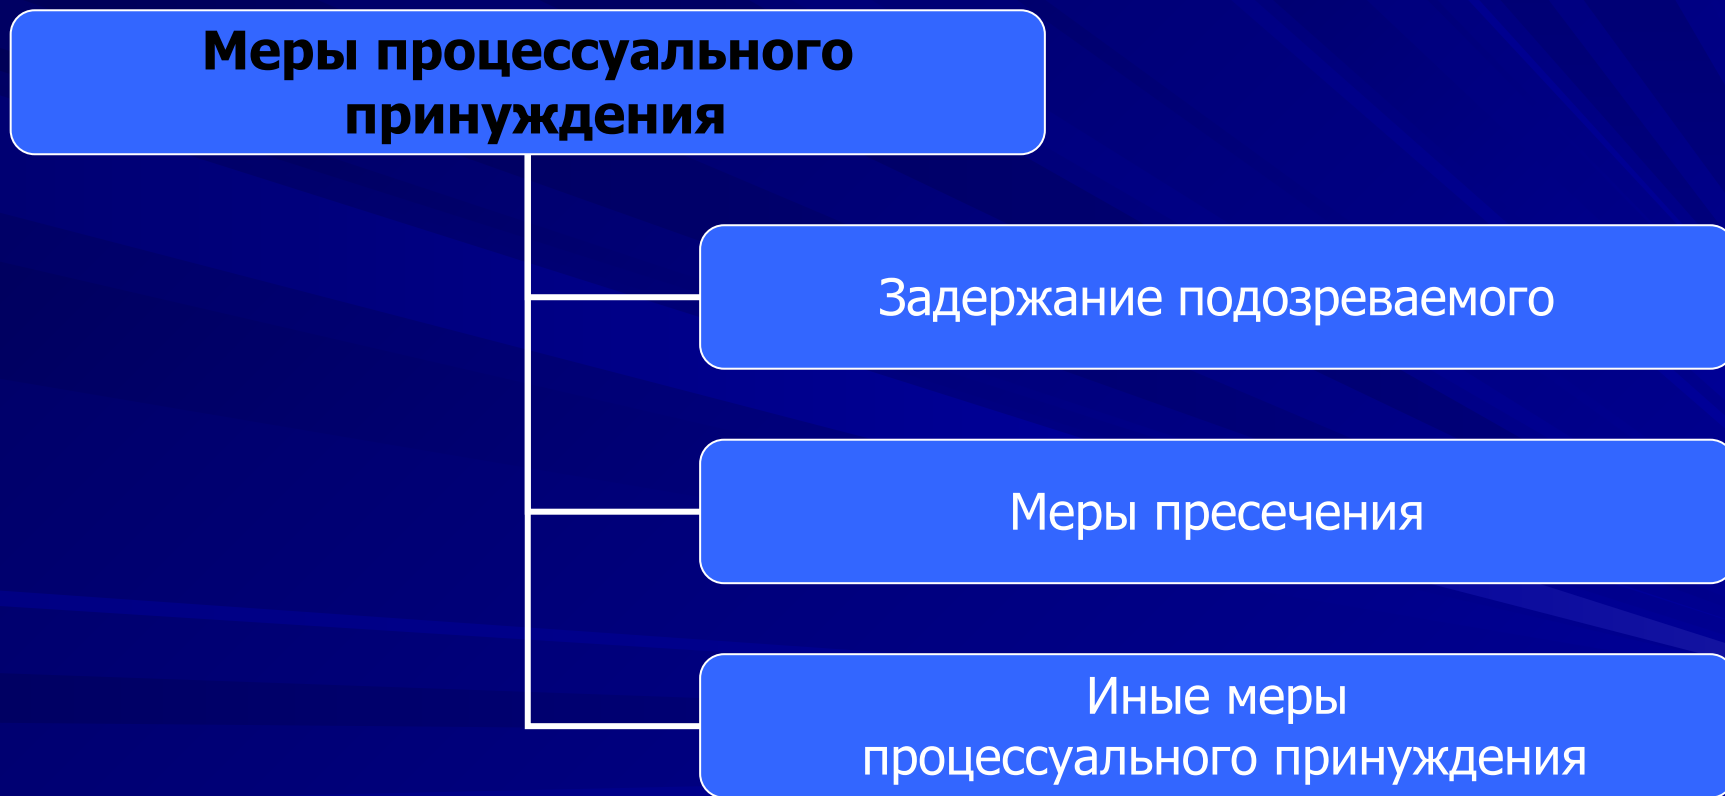 Меры процессуального
принуждения
Задержание подозреваемого
Меры пресечения
Иные меры
процессуального принуждения